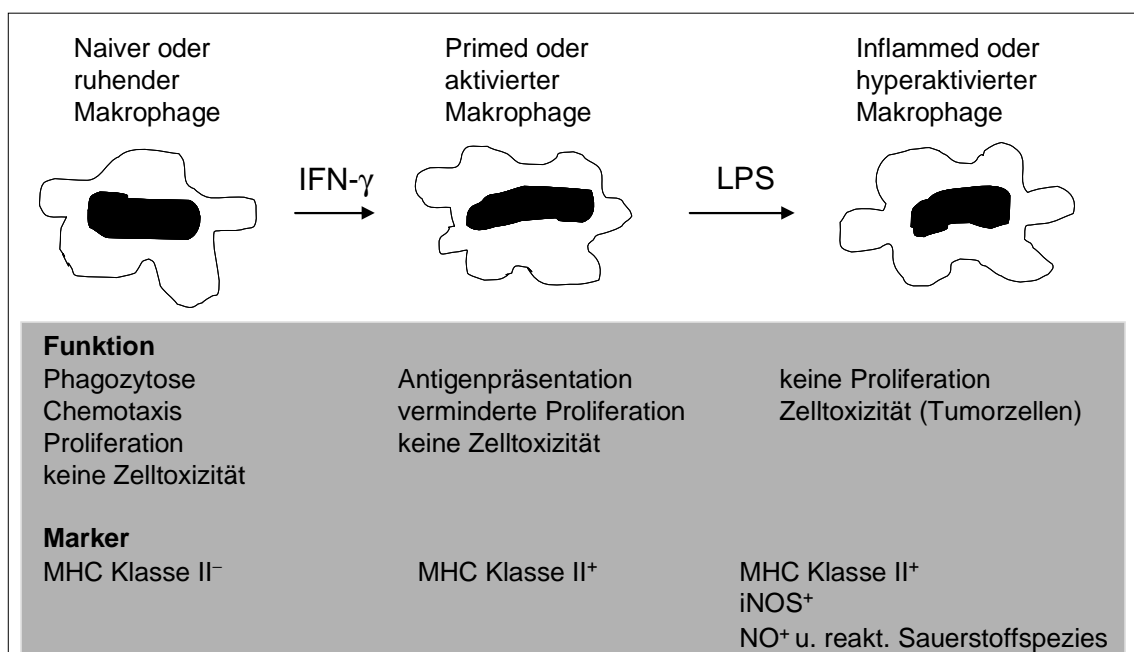 Naiver oder
ruhender
Makrophage
Primed oder
aktivierter
Makrophage
Inflammed oder
hyperaktivierter
Makrophage
IFN-γ
LPS
Funktion
Phagozytose
Chemotaxis
Proliferation
keine Zelltoxizität
Antigenpräsentation
verminderte Proliferation
keine Zelltoxizität
keine Proliferation
Zelltoxizität (Tumorzellen)
Marker
MHC Klasse II⁻
MHC Klasse II⁺
MHC Klasse II⁺
iNOS⁺
NO⁺ u. reakt. Sauerstoffspezies